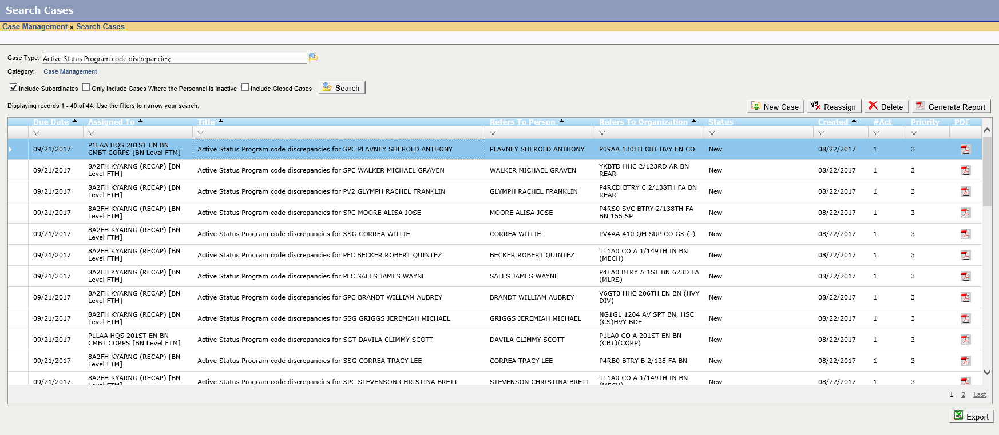 Search Cases
Case Management » Search Cases
Case Type: Active Status Program code discrepancies;
Category: Case Management
Include Subordinates Only Include Cases Where the Personnel is Inactive Include Closed Cases Search
Displaying records 1 - 40 of 44. Use the filters to narrow your search.
New Case Reassign Delete Generate Report
Due Date Assigned To Title Refers To Person Refers To Organization Status Created #Act Priority PDF
09/21/2017 P1LAA HQS 201ST EN BN CMBT CORPS [BN Level FTM] Active Status Program code discrepancies for SPC PLAVNEY SHEROLD ANTHONY PLAVNEY SHEROLD ANTHONY P09AA 130TH CBT HVY EN CO New 08/22/2017 1 3
09/21/2017 8A2FH KYARNG (RECAP) [BN Level FTM] Active Status Program code discrepancies for SPC WALKER MICHAEL GRAVEN WALKER MICHAEL GRAVEN YKBTD HHC 2/123RD AR BN REAR New 08/22/2017 1 3
09/21/2017 8A2FH KYARNG (RECAP) [BN Level FTM] Active Status Program code discrepancies for PV2 GLYMPH RACHEL FRANKLIN GLYMPH RACHEL FRANKLIN P4RCD BTRY C 2/138TH FA BN REAR New 08/22/2017 1 3
09/21/2017 8A2FH KYARNG (RECAP) [BN Level FTM] Active Status Program code discrepancies for SPC MOORE ALISA JOSE MOORE ALISA JOSE P4RS0 SVC BTRY 2/138TH FA BN 155 SP New 08/22/2017 1 3
09/21/2017 8A2FH KYARNG (RECAP) [BN Level FTM] Active Status Program code discrepancies for SSG CORREA WILLIE CORREA WILLIE PV4AA 410 QM SUP CO GS (-) New 08/22/2017 1 3
09/21/2017 8A2FH KYARNG (RECAP) [BN Level FTM] Active Status Program code discrepancies for PFC BECKER ROBERT QUINTEZ BECKER ROBERT QUINTEZ TT1A0 CO A 1/149TH IN BN (MECH) New 08/22/2017 1 3
09/21/2017 8A2FH KYARNG (RECAP) [BN Level FTM] Active Status Program code discrepancies for PFC SALES JAMES WAYNE SALES JAMES WAYNE P4TA0 BTRY A 1ST BN 623D FA (MLRS) New 08/22/2017 1 3
09/21/2017 8A2FH KYARNG (RECAP) [BN Level FTM] Active Status Program code discrepancies for SPC BRANDT WILLIAM AUBREY BRANDT WILLIAM AUBREY V6GT0 HHC 206TH EN BN (HVY DIV) New 08/22/2017 1 3
09/21/2017 8A2FH KYARNG (RECAP) [BN Level FTM] Active Status Program code discrepancies for SSG GRIGGS JEREMIAH MICHAEL GRIGGS JEREMIAH MICHAEL NG1G1 1204 AV SPT BN, HSC (CS)HVY BDE New 08/22/2017 1 3
09/21/2017 P1LAA HQS 201ST EN BN CMBT CORPS [BN Level FTM] Active Status Program code discrepancies for SGT DAVILA CLIMMY SCOTT DAVILA CLIMMY SCOTT P1LA0 CO A 201ST EN BN (CBT)(CORP) New 08/22/2017 1 3
09/21/2017 8A2FH KYARNG (RECAP) [BN Level FTM] Active Status Program code discrepancies for SSG CORREA TRACY LEE CORREA TRACY LEE P4RB0 BTRY B 2/138 FA BN New 08/22/2017 1 3
09/21/2017 8A2FH KYARNG (RECAP) [BN Level FTM] Active Status Program code discrepancies for SPC STEVENSON CHRISTINA BRETT STEVENSON CHRISTINA BRETT TT1A0 CO A 1/149TH IN BN (MECH) New 08/22/2017 1 3
1 2 Last
Export